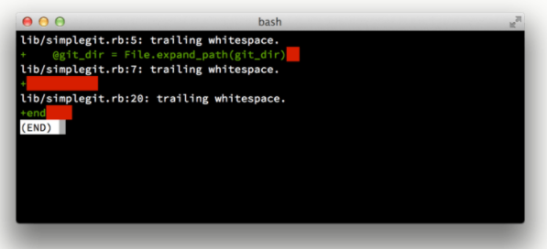 bash
lib/simplegit.rb:5: trailing whitespace.
+    @git_dir = File.expand_path(git_dir)
lib/simplegit.rb:7: trailing whitespace.
+
lib/simplegit.rb:20: trailing whitespace.
+end
(END)